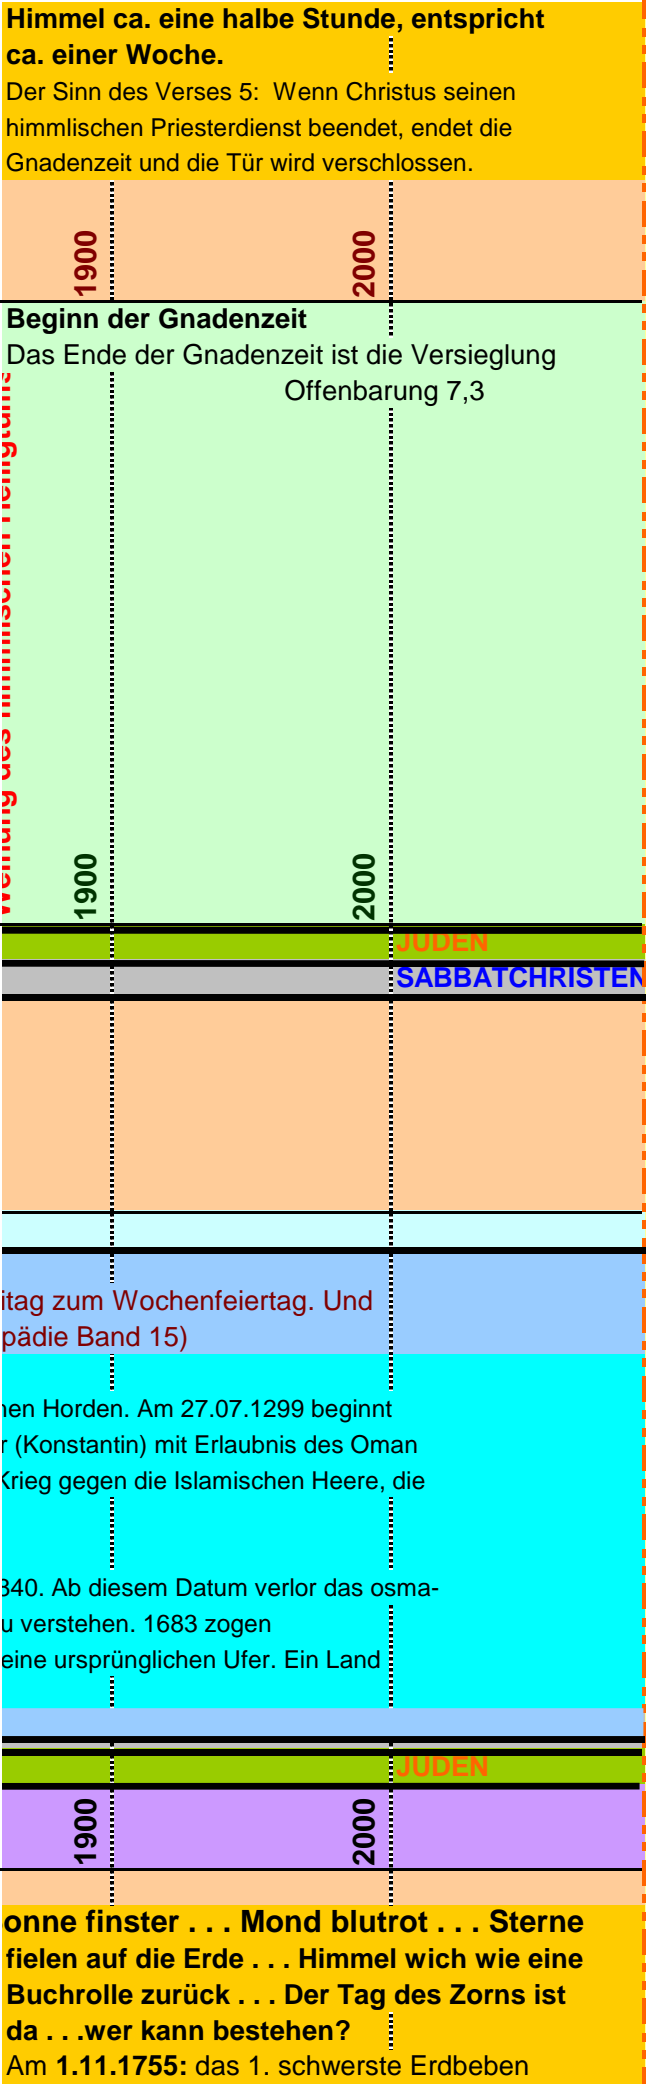 Himmel ca. eine halbe Stunde, entspricht
ca. einer Woche.
Der Sinn des Verses 5: Wenn Christus seinen
himmlischen Priesterdienst beendet, endet die
Gnadenzeit und die Tür wird verschlossen.
1900
2000
Beginn der Gnadenzeit
Das Ende der Gnadenzeit ist die Versieglung
Offenbarung 7,3
Weihung des himmlischen Heiligtums
1900
2000
JUDEN
SABBATCHRISTEN
itag zum Wochenfeiertag. Und
pädie Band 15)
nen Horden. Am 27.07.1299 beginnt
r (Konstantin) mit Erlaubnis des Oman
Krieg gegen die Islamischen Heere, die
840. Ab diesem Datum verlor das osma-
u verstehen. 1683 zogen
eine ursprünglichen Ufer. Ein Land
JUDEN
1900
2000
onne finster . . . Mond blutrot . . . Sterne
fielen auf die Erde . . . Himmel wich wie eine
Buchrolle zurück . . . Der Tag des Zorns ist
da . . .wer kann bestehen?
Am 1.11.1755: das 1. schwerste Erdbeben